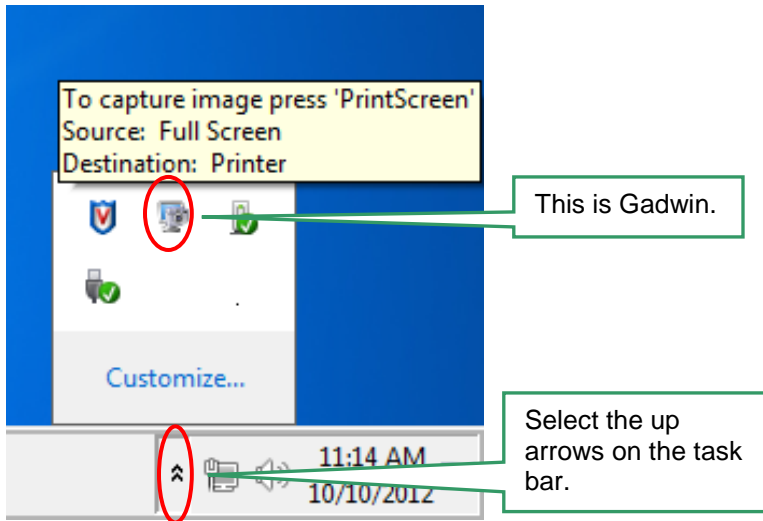 To capture image press 'PrintScreen'
Source: Full Screen
Destination: Printer
This is Gadwin.
Customize...
Select the up
arrows on the task
bar.
11:14 AM
10/10/2012